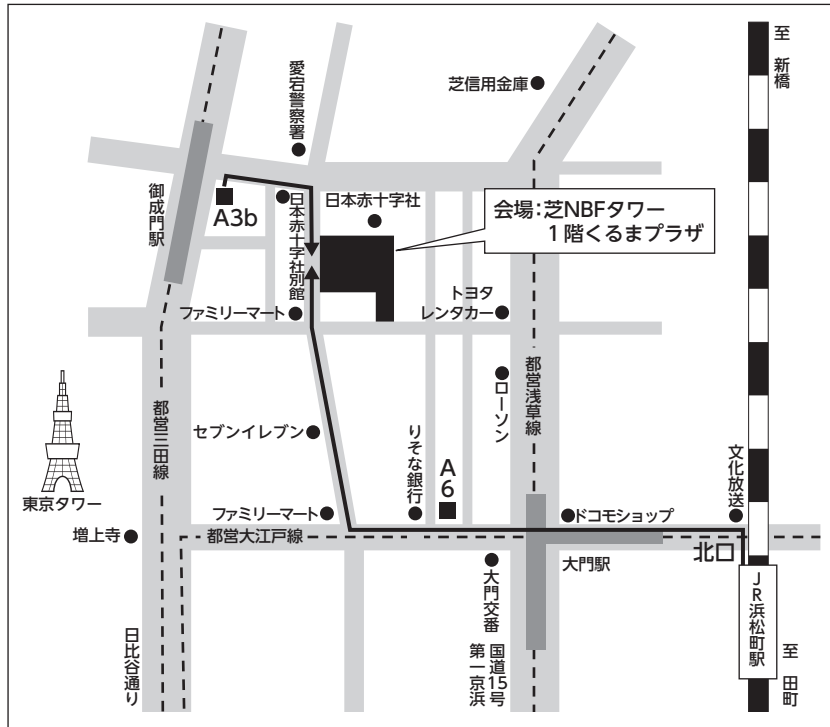 至 新橋
愛宕警察署
芝信用金庫
御成門駅
A3b
日本赤十字社別館
日本赤十字社
会場：芝NBFタワー
１階くるまプラザ
ファミリーマート
トヨタ
レンタカー
都営浅草線
ローソン
都営三田線
セブンイレブン
りそな銀行
A
6
文化放送
東京タワー
ファミリーマート
ドコモショップ
増上寺
都営大江戸線
北口
大門駅
大門交番
JR浜松町駅
日比谷通り
国道15号
第一京浜
至 田町